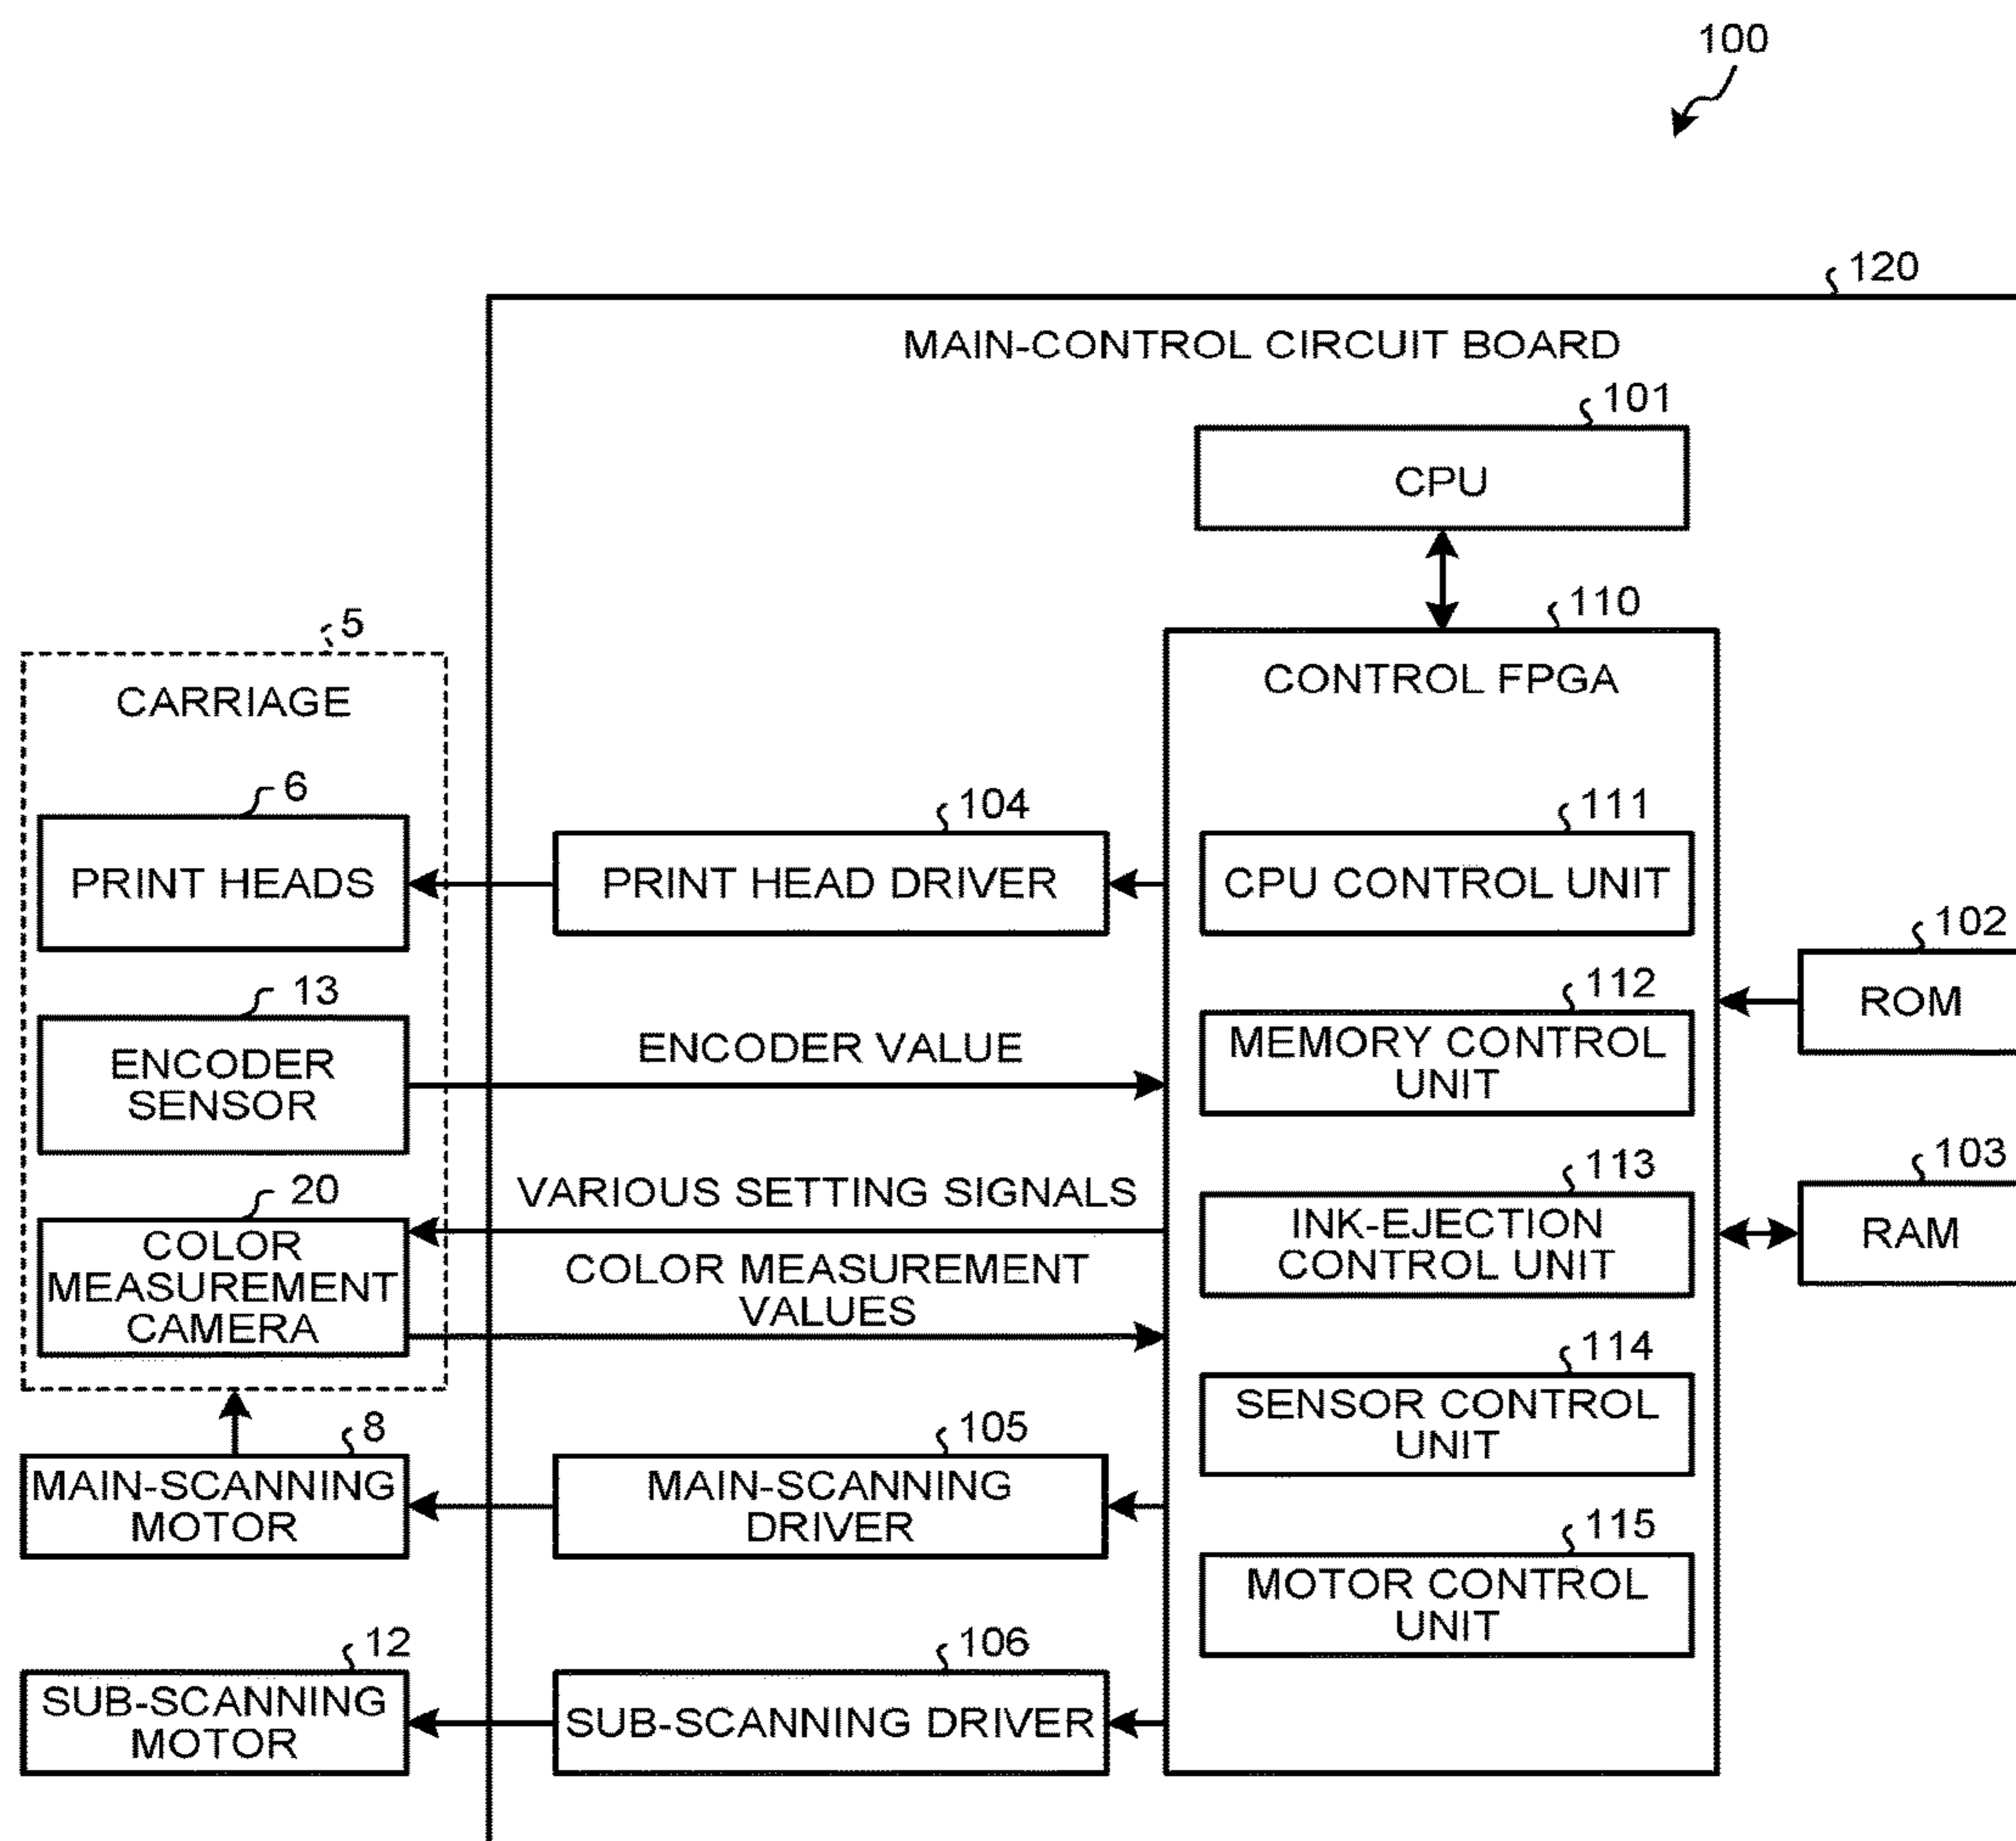 100
120
MAIN-CONTROL CIRCUIT BOARD
101
CPU
110
CONTROL FPGA
5
CARRIAGE
6
PRINT HEADS
104
PRINT HEAD DRIVER
111
CPU CONTROL UNIT
102
ROM
13
ENCODER
SENSOR
ENCODER VALUE
112
MEMORY CONTROL
UNIT
103
RAM
20
COLOR
MEASUREMENT
CAMERA
VARIOUS SETTING SIGNALS
COLOR MEASUREMENT
VALUES
113
INK-EJECTION
CONTROL UNIT
114
SENSOR CONTROL
UNIT
8
MAIN-SCANNING
MOTOR
105
MAIN-SCANNING
DRIVER
115
MOTOR CONTROL
UNIT
12
SUB-SCANNING
MOTOR
106
SUB-SCANNING DRIVER